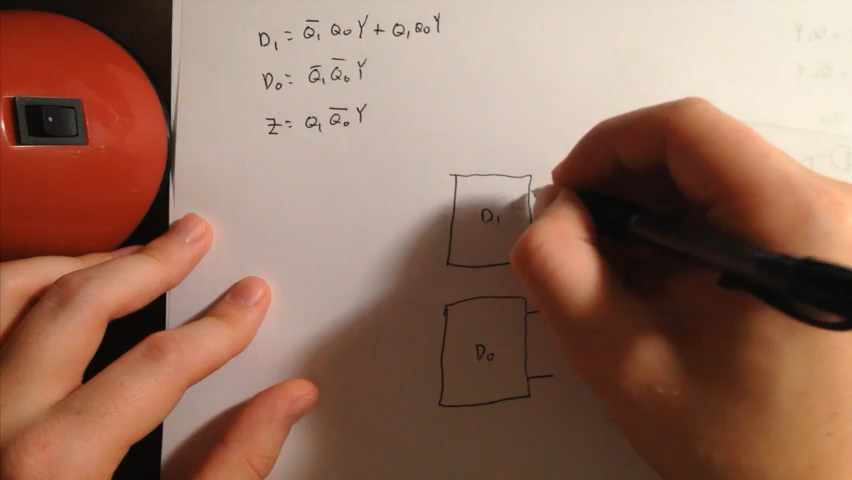 D₁ = Q̅₁ Q₀ Y + Q₁ Q₀ Y
D₀ = Q̅₁ Q̅₀ Y
Z = Q₁ Q̅₀ Y
D₁
D₀